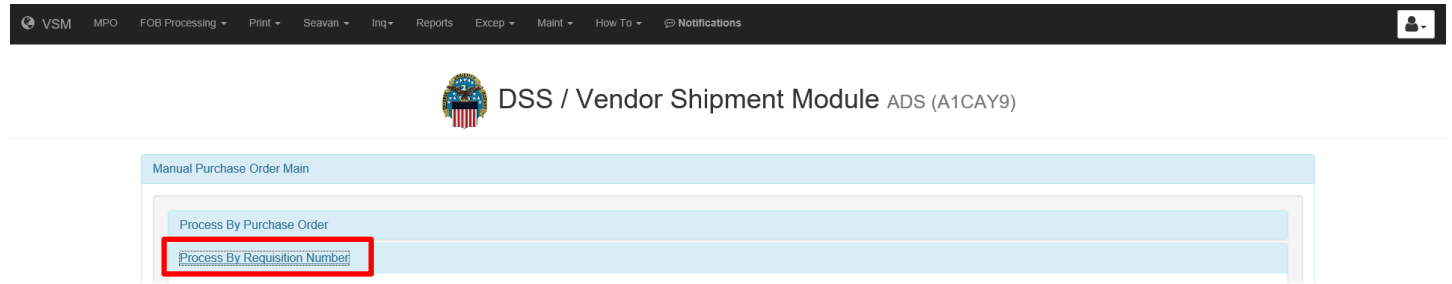 VSM MPO FOB Processing Print Seavan Inq Reports Excep Maint How To Notifications
DSS / Vendor Shipment Module ADS (A1CAY9)
Manual Purchase Order Main
Process By Purchase Order
Process By Requisition Number